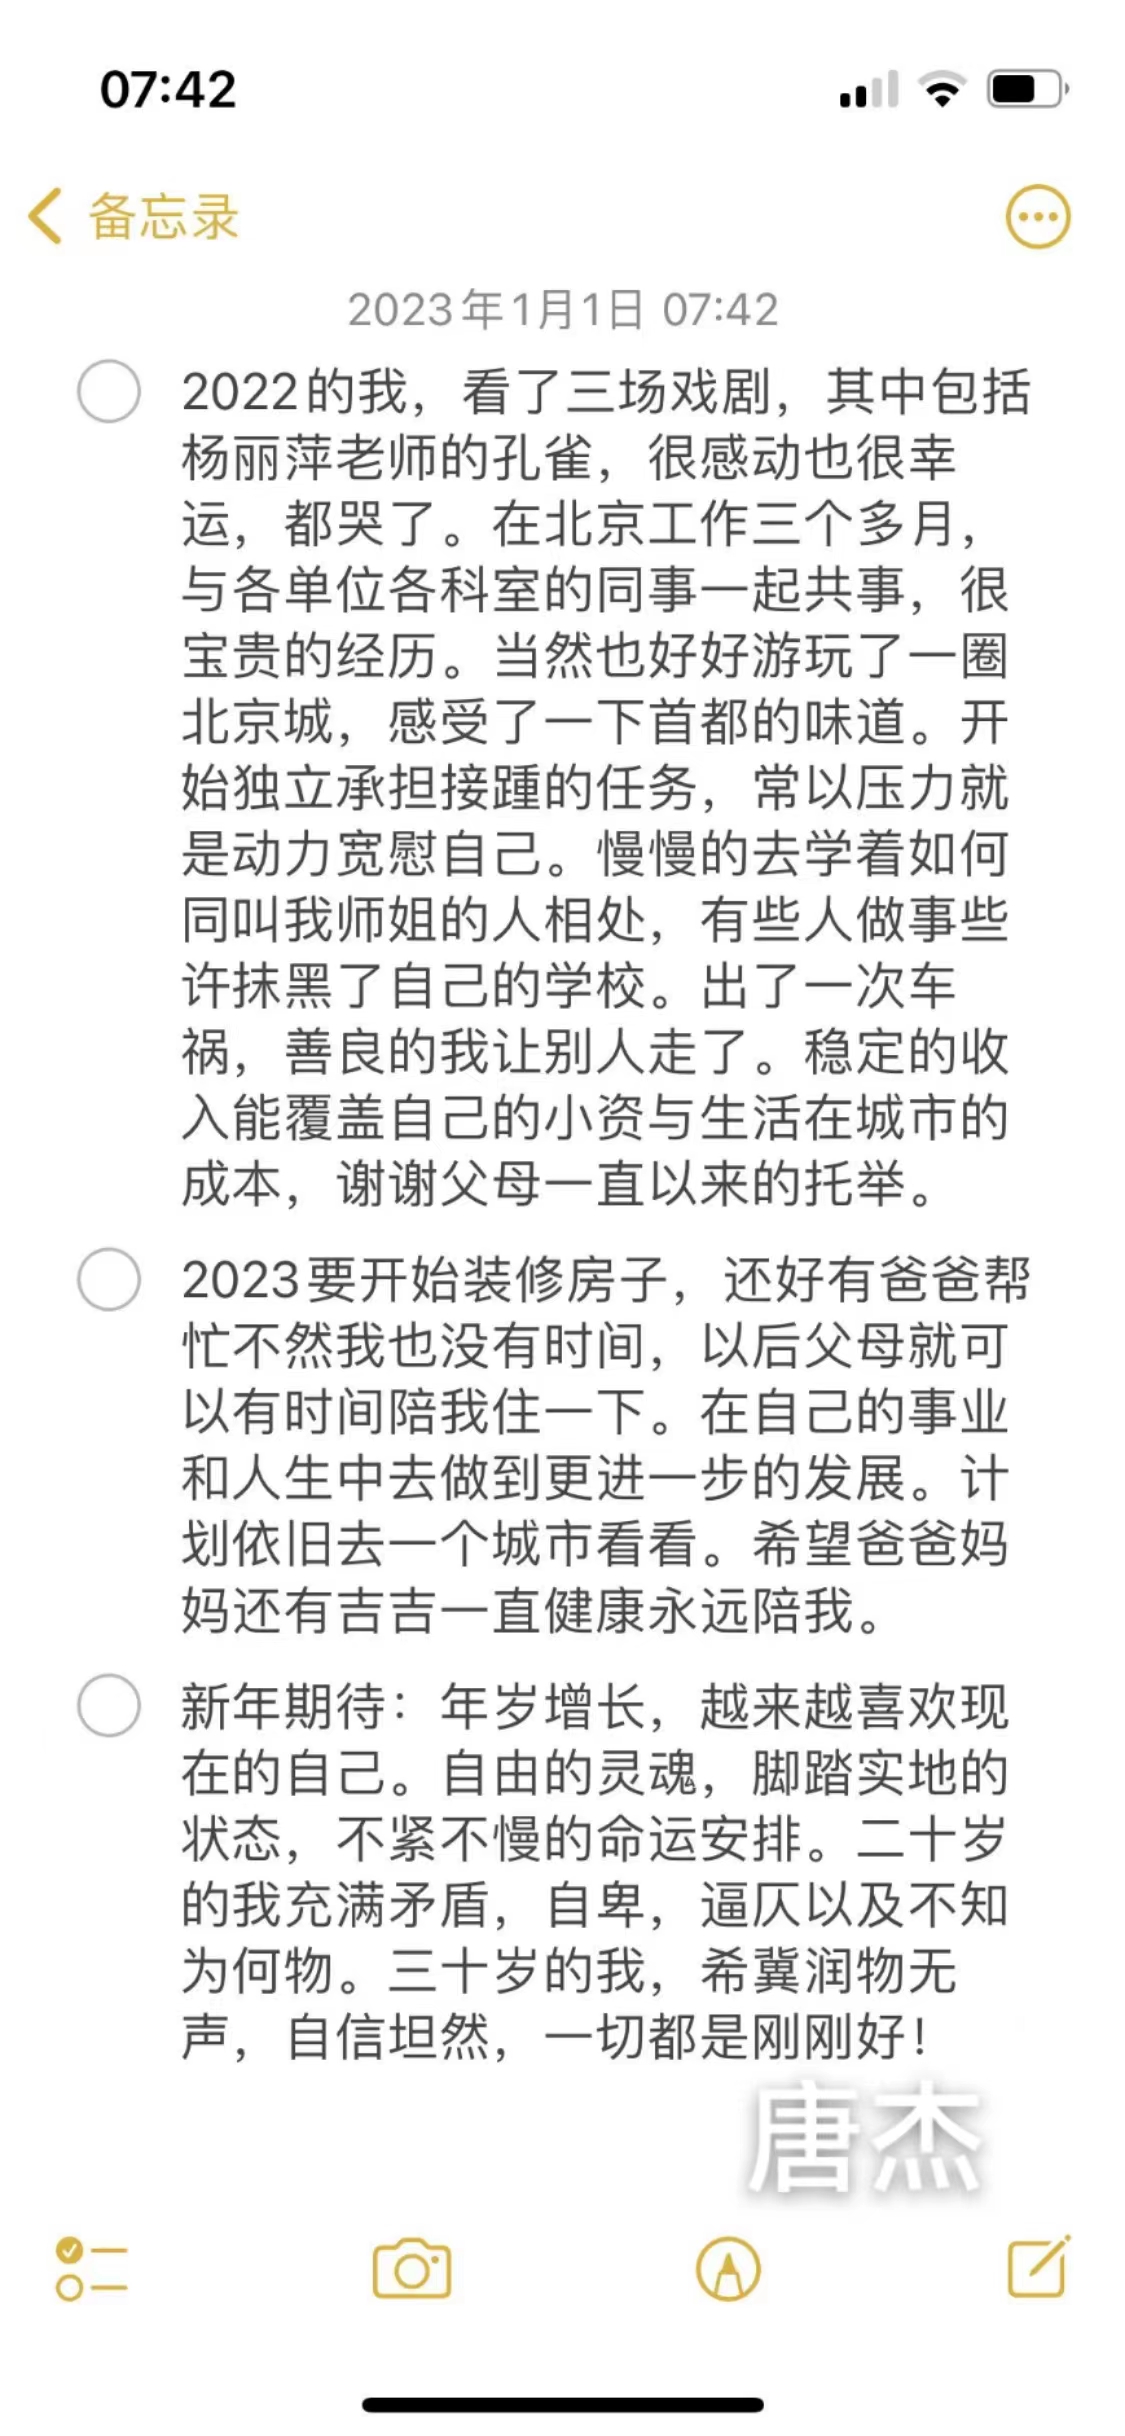 07:42
备忘录
2023年1月1日 07:42
2022的我，看了三场戏剧，其中包括
杨丽萍老师的孔雀，很感动也很幸
运，都哭了。在北京工作三个多月，
与各单位各科室的同事一起共事，很
宝贵的经历。当然也好好游玩了一圈
北京城，感受了一下首都的味道。开
始独立承担接踵的任务，常以压力就
是动力宽慰自己。慢慢的去学着如何
同叫我师姐的人相处，有些人做事些
许抹黑了自己的学校。出了一次车
祸，善良的我让别人走了。稳定的收
入能覆盖自己的小资与生活在城市的
成本，谢谢父母一直以来的托举。
2023要开始装修房子，还好有爸爸帮
忙不然我也没有时间，以后父母就可
以有时间陪我住一下。在自己的事业
和人生中去做到更进一步的发展。计
划依旧去一个城市看看。希望爸爸妈
妈还有吉吉一直健康永远陪我。
新年期待：年岁增长，越来越喜欢现
在的自己。自由的灵魂，脚踏实地的
状态，不紧不慢的命运安排。二十岁
的我充满矛盾，自卑，逼仄以及不知
为何物。三十岁的我，希冀润物无
声，自信坦然，一切都是刚刚好！
唐杰